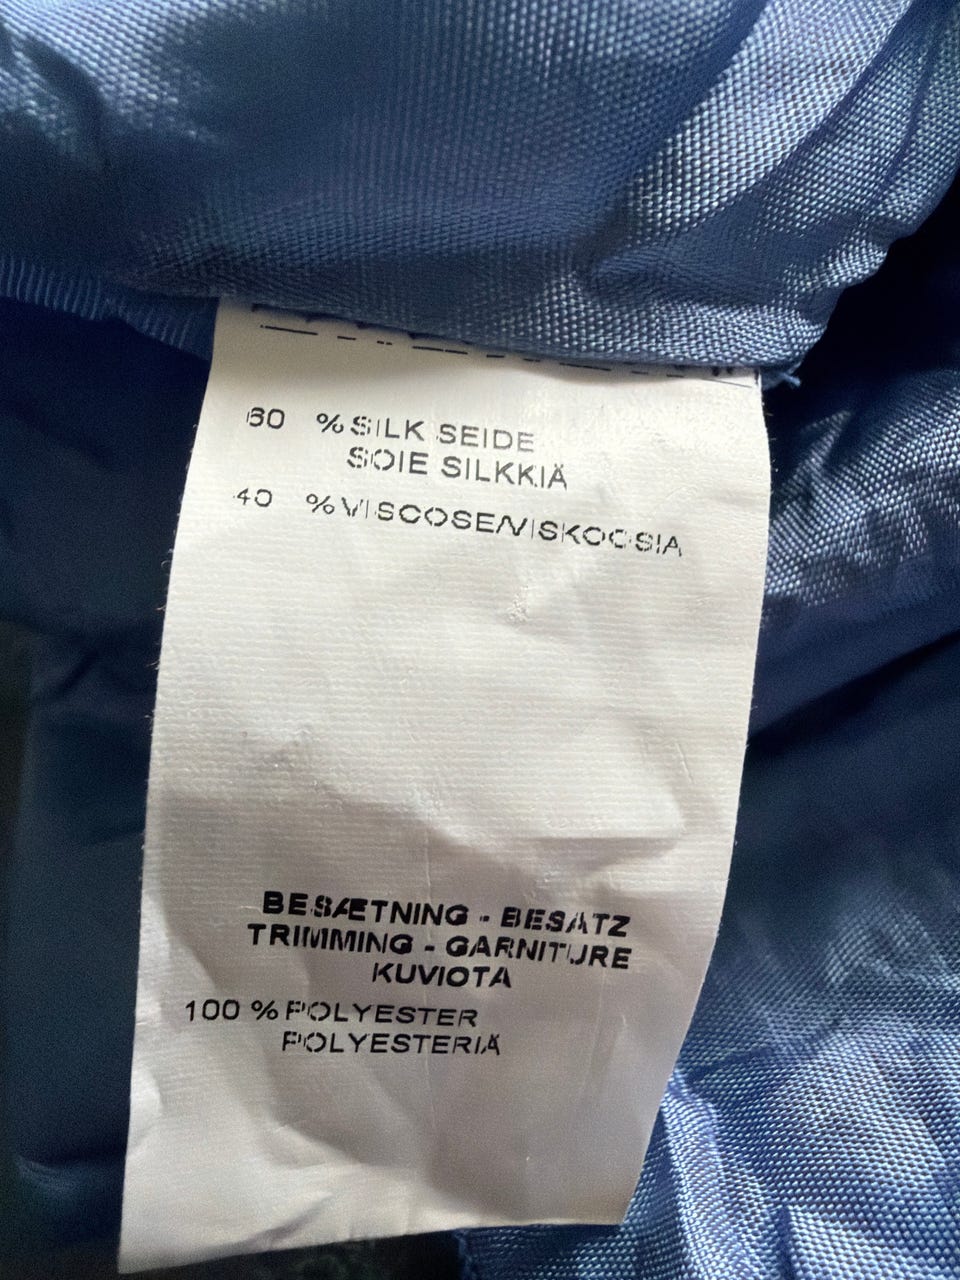 60 % SILK SEIDE
SOIE SILKKIÄ
40 % VISCOSE/VISKOOSIA
BESÆTNING - BESATZ
TRIMMING - GARNITURE
KUVIOTA
100 % POLYESTER
POLYESTERIÄ